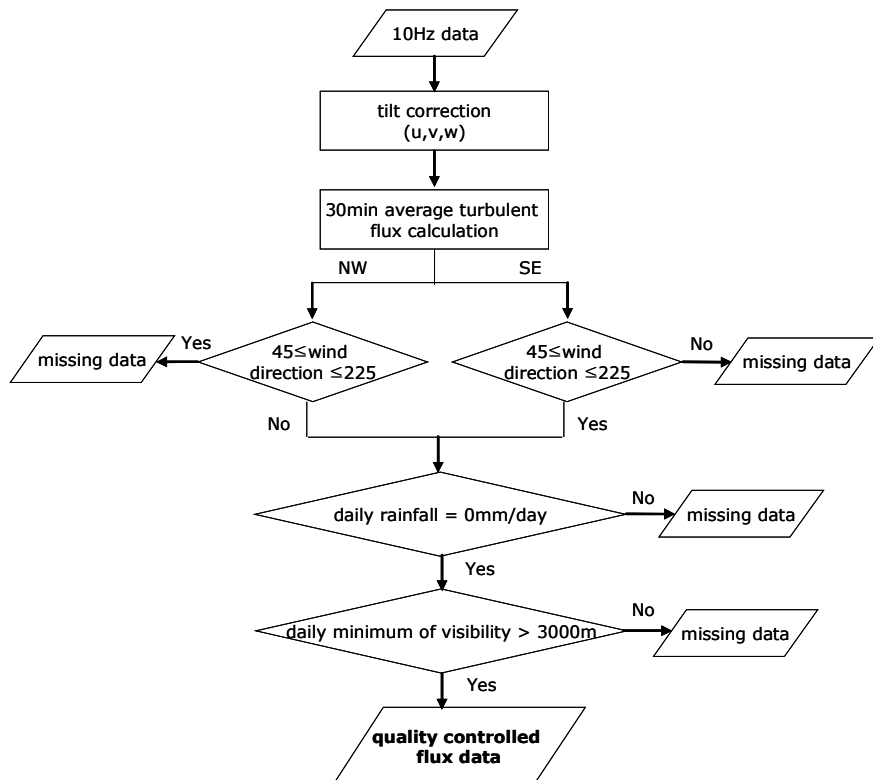 10Hz data
tilt correction
(u,v,w)
30min average turbulent
flux calculation
NW
SE
Yes
missing data
45≤wind
direction ≤225
45≤wind
direction ≤225
No
missing data
No
Yes
daily rainfall = 0mm/day
No
missing data
Yes
daily minimum of visibility > 3000m
No
missing data
Yes
quality controlled
flux data